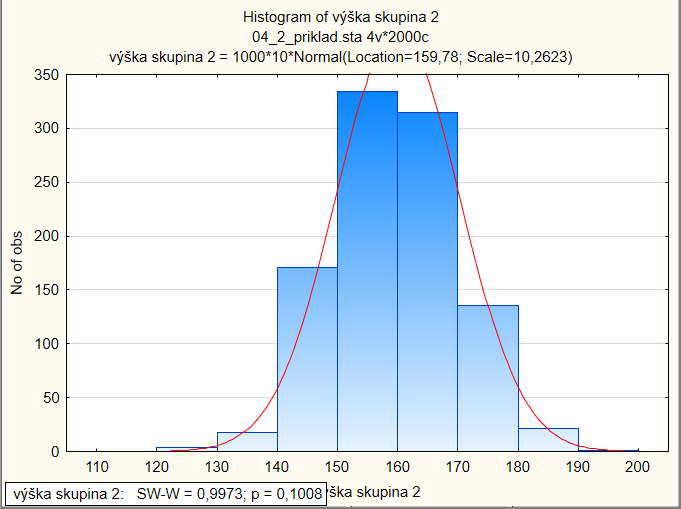 Histogram of výška skupina 2
04_2_priklad.sta 4v*2000c
výška skupina 2 = 1000*10*Normal(Location=159,78; Scale=10,2623)
350
300
250
200
150
100
50
0
No of obs
110 120 130 140 150 160 170 180 190 200
výška skupina 2: SW-W = 0,9973; p = 0,1008
ška skupina 2